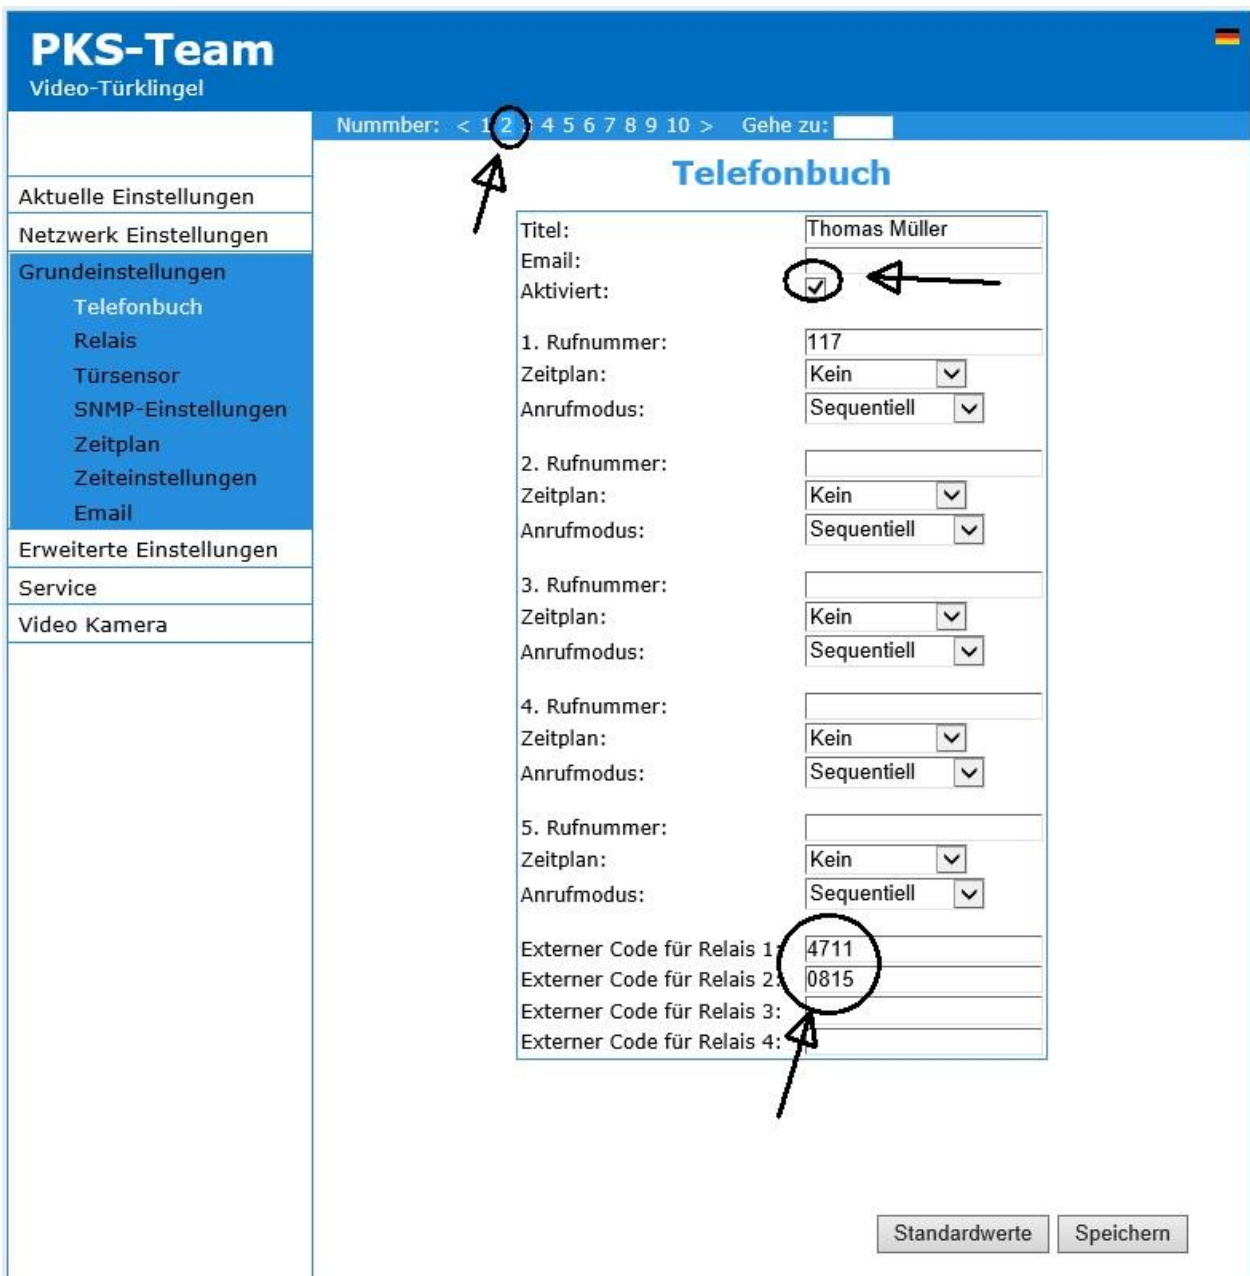 PKS-Team
Video-Türklingel
Nummber: < 1 2 3 4 5 6 7 8 9 10 > Gehe zu:
Aktuelle Einstellungen
Netzwerk Einstellungen
Grundeinstellungen
Telefonbuch
Relais
Türsensor
SNMP-Einstellungen
Zeitplan
Zeiteinstellungen
Email
Erweiterte Einstellungen
Service
Video Kamera
Telefonbuch
Titel: Thomas Müller
Email:
Aktiviert:
1. Rufnummer: 117
Zeitplan: Kein
Anrufmodus: Sequentiell
2. Rufnummer:
Zeitplan: Kein
Anrufmodus: Sequentiell
3. Rufnummer:
Zeitplan: Kein
Anrufmodus: Sequentiell
4. Rufnummer:
Zeitplan: Kein
Anrufmodus: Sequentiell
5. Rufnummer:
Zeitplan: Kein
Anrufmodus: Sequentiell
Externer Code für Relais 1: 4711
Externer Code für Relais 2: 0815
Externer Code für Relais 3:
Externer Code für Relais 4:
Standardwerte Speichern